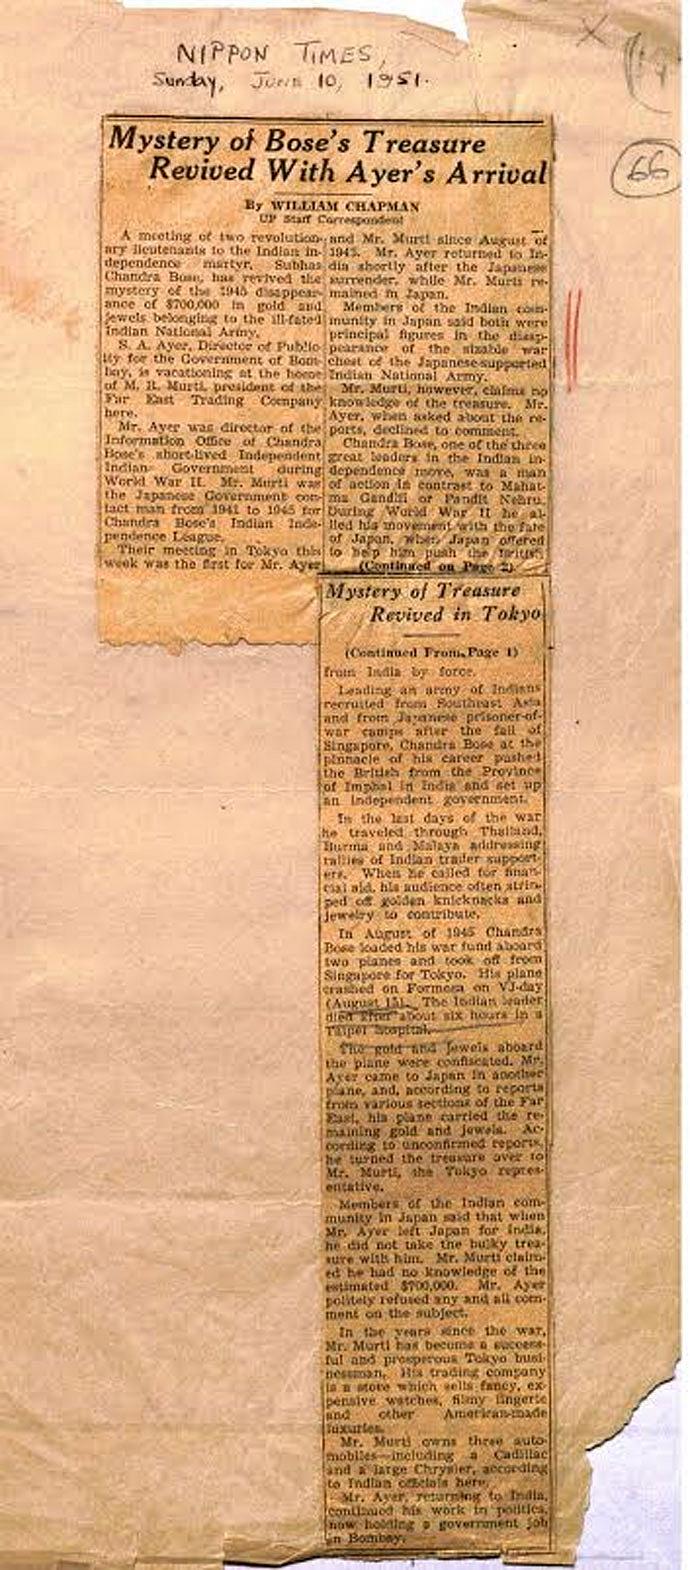 NIPPON TIMES,
Sunday, June 10, 1951.
66
Mystery of Bose's Treasure
Revived With Ayer's Arrival
By WILLIAM CHAPMAN
UP Staff Correspondent
A meeting of two revolution-
ary lieutenants to the Indian in-
dependence martyr, Subhas
Chandra Bose, has revived the
mystery of the 1945 disappear-
ance of $700,000 in gold and
jewels belonging to the ill-fated
Indian National Army.
S. A. Ayer, Director of Public-
ity for the Government of Bom-
bay, is vacationing at the home
of M. R. Murti, president of the
Far East Trading Company
here.
Mr. Ayer was director of the
Information Office of Chandra
Bose's short-lived Independent
Indian Government during
World War II. Mr. Murti was
the Japanese Government con-
tact man from 1941 to 1945 for
Chandra Bose's Indian Inde-
pendence League.
Their meeting in Tokyo this
week was the first for Mr. Ayer
and Mr. Murti since August of
1945. Mr. Ayer returned to In-
dia shortly after the Japanese
surrender, while Mr. Murti re-
mained in Japan.
Members of the Indian com-
munity in Japan said both were
principal figures in the disap-
pearance of the sizable war
chest of the Japanese-supported
Indian National Army.
Mr. Murti, however, claims no
knowledge of the treasure. Mr.
Ayer, when asked about the re-
ports, declined to comment.
Chandra Bose, one of the three
great leaders in the Indian in-
dependence move, was a man
of action in contrast to Mahat-
ma Gandhi or Pandit Nehru.
During World War II he al-
lied his movement with the fate
of Japan, when Japan offered
to help him push the British
(Continued on Page 2)
Mystery of Treasure
Revived in Tokyo
(Continued From Page 1)
from India by force.
Leading an army of Indians
recruited from Southeast Asia
and from Japanese prisoner-of-
war camps after the fall of
Singapore, Chandra Bose at the
pinnacle of his career pushed
the British from the Province
of Imphal in India and set up
an independent government.
In the last days of the war
he traveled through Thailand,
Burma and Malaya addressing
rallies of Indian trader support-
ers. When he called for finan-
cial aid, his audience often strip-
ped off golden knicknacks and
jewelry to contribute.
In August of 1945 Chandra
Bose loaded his war fund aboard
two planes and took off from
Singapore for Tokyo. His plane
crashed on Formosa on VJ-day
(August 15). The Indian leader
died after about six hours in a
Taipei hospital.
The gold and jewels aboard
the plane were confiscated. Mr.
Ayer came to Japan in another
plane, and, according to reports
from various sections of the Far
East, his plane carried the re-
maining gold and jewels. Ac-
cording to unconfirmed reports,
he turned the treasure over to
Mr. Murti, the Tokyo repres-
entative.
Members of the Indian com-
munity in Japan said that when
Mr. Ayer left Japan for India,
he did not take the bulky trea-
sure with him. Mr. Murti claim-
ed he had no knowledge of the
estimated $700,000. Mr. Ayer
politely refused any and all com-
ment on the subject.
In the years since the war,
Mr. Murti has become a success-
ful and prosperous Tokyo busi-
nessman. His trading company
is a store which sells fancy, ex-
pensive watches, filmy lingerie
and other American-made
luxuries.
Mr. Murti owns three auto-
mobiles—including a Cadillac
and a large Chrysler, according
to Indian officials here.
Mr. Ayer, returning to India,
continued his work in politics,
now holding a government job
in Bombay.